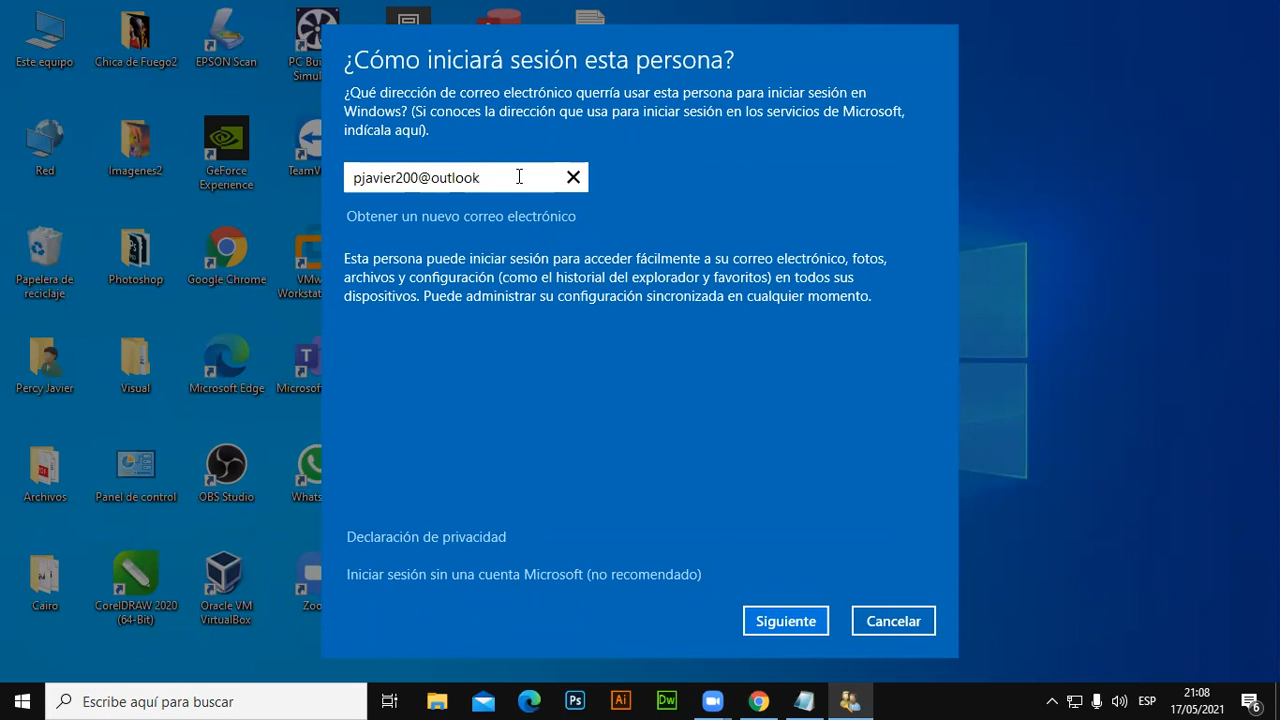 ¿Cómo iniciará sesión esta persona?
¿Qué dirección de correo electrónico querría usar esta persona para iniciar sesión en
Windows? (Si conoces la dirección que usa para iniciar sesión en los servicios de Microsoft,
indícala aquí).
pjavier200@outlook
Obtener un nuevo correo electrónico
Esta persona puede iniciar sesión para acceder fácilmente a su correo electrónico, fotos,
archivos y configuración (como el historial del explorador y favoritos) en todos sus
dispositivos. Puede administrar su configuración sincronizada en cualquier momento.
Declaración de privacidad
Iniciar sesión sin una cuenta Microsoft (no recomendado)
Siguiente
Cancelar
Este equipo
Chica de Fuego2
EPSON Scan
PC Bui
Simul
Red
Imagenes2
GeForce
Experience
TeamV
Papelera de
reciclaje
Photoshop
Google Chrome
VMw
Workstat
Percy Javier
Visual
Microsoft Edge
Microsof
Archivos
Panel de control
OBS Studio
Whats
Cairo
CorelDRAW 2020
(64-Bit)
Oracle VM
VirtualBox
Zoo
Escribe aquí para buscar
Ps
Ai
Dw
ESP
21:08
17/05/2021
6